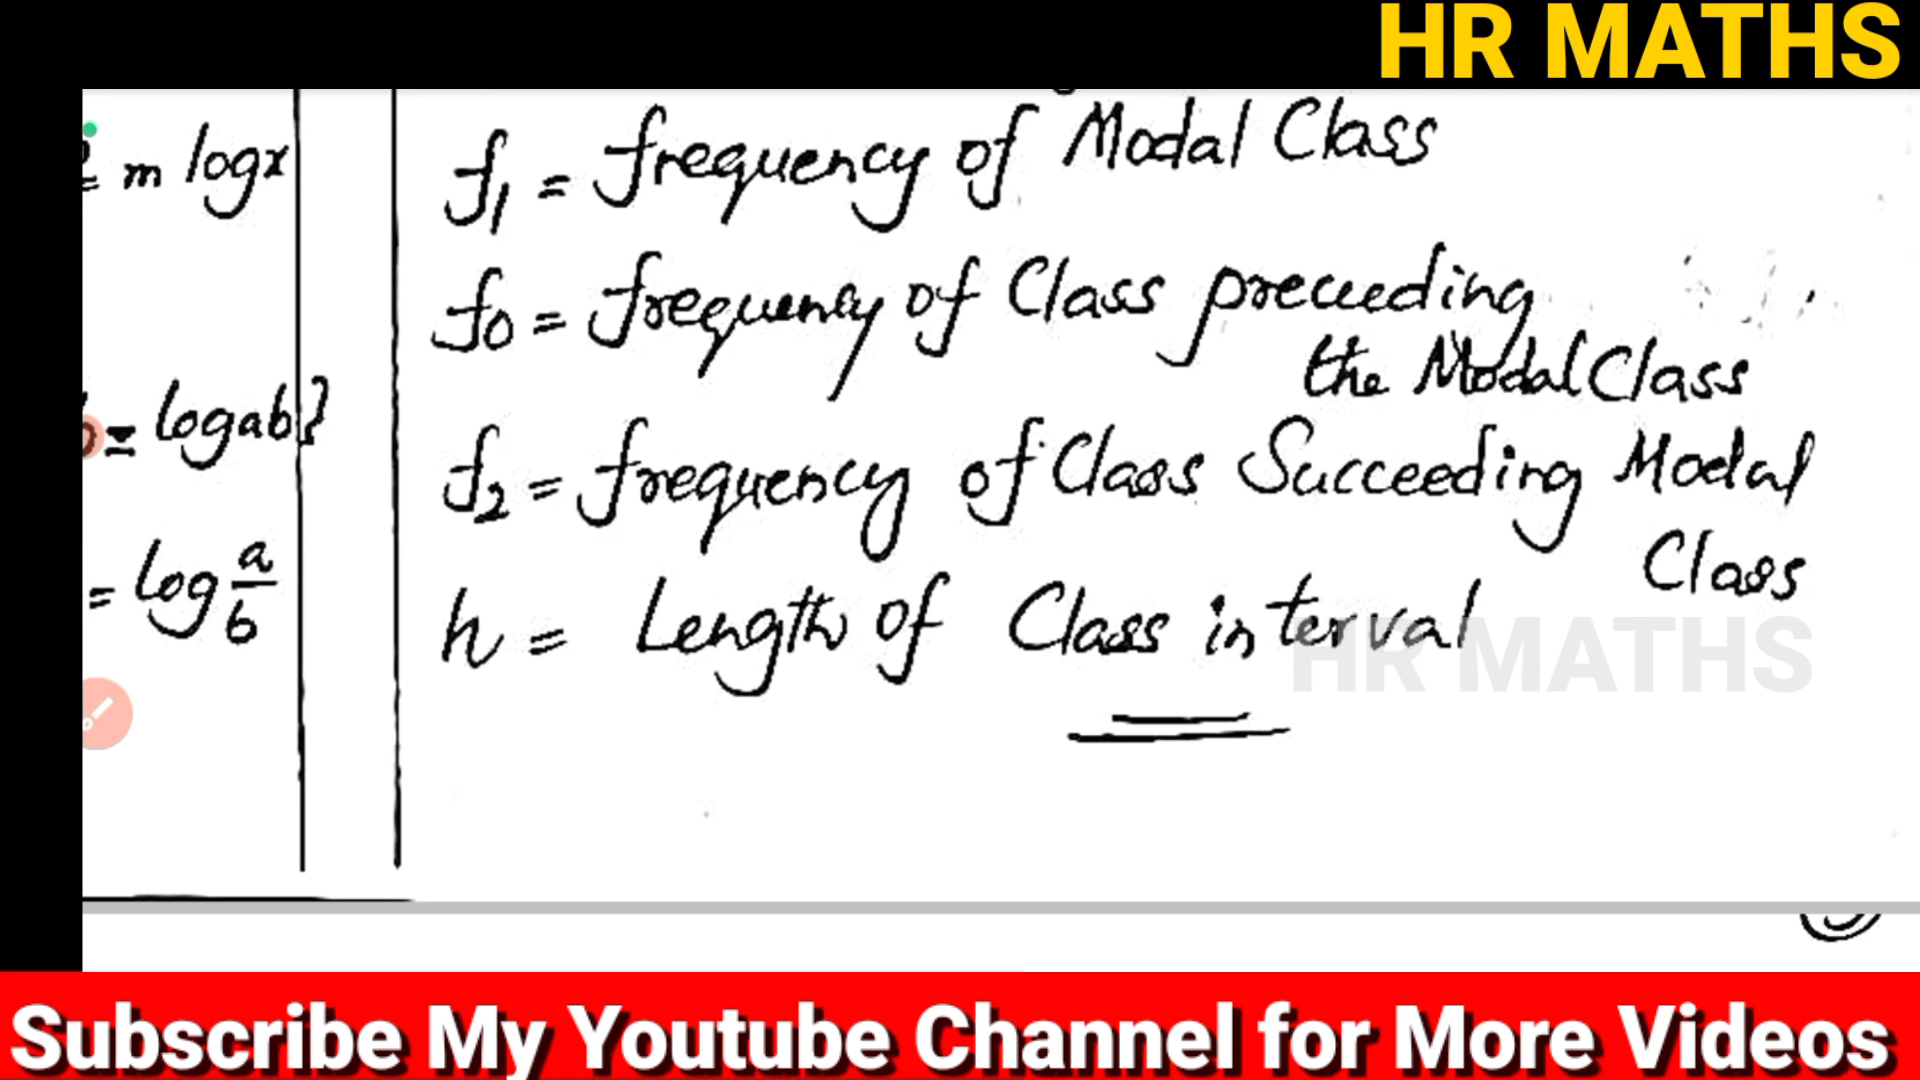 HR MATHS
= m logx
f₁ = frequency of Modal Class
f₀ = frequency of Class preceeding
the Modal Class
= logab}
f₂ = frequency of Class Succeeding Modal
Class
= log a/b
h = Length of Class interval
HR MATHS
Subscribe My Youtube Channel for More Videos